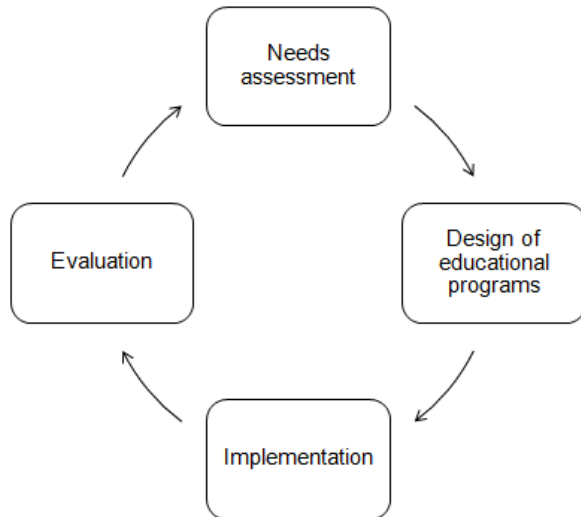 Needs
assessment
Design of
educational
programs
Evaluation
Implementation